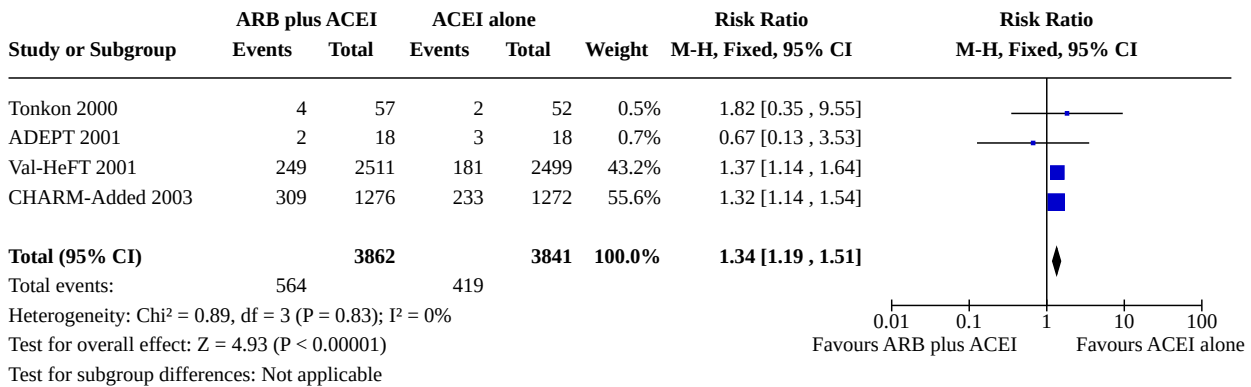 ARB plus ACEI ACEI alone Risk Ratio Risk Ratio
Study or Subgroup Events Total Events Total Weight M-H, Fixed, 95% CI M-H, Fixed, 95% CI
Tonkon 2000 4 57 2 52 0.5% 1.82 [0.35 , 9.55]
ADEPT 2001 2 18 3 18 0.7% 0.67 [0.13 , 3.53]
Val-HeFT 2001 249 2511 181 2499 43.2% 1.37 [1.14 , 1.64]
CHARM-Added 2003 309 1276 233 1272 55.6% 1.32 [1.14 , 1.54]
Total (95% CI) 3862 3841 100.0% 1.34 [1.19 , 1.51]
Total events: 564 419
Heterogeneity: Chi² = 0.89, df = 3 (P = 0.83); I² = 0%
0.01 0.1 1 10 100
Test for overall effect: Z = 4.93 (P < 0.00001) Favours ARB plus ACEI Favours ACEI alone
Test for subgroup differences: Not applicable